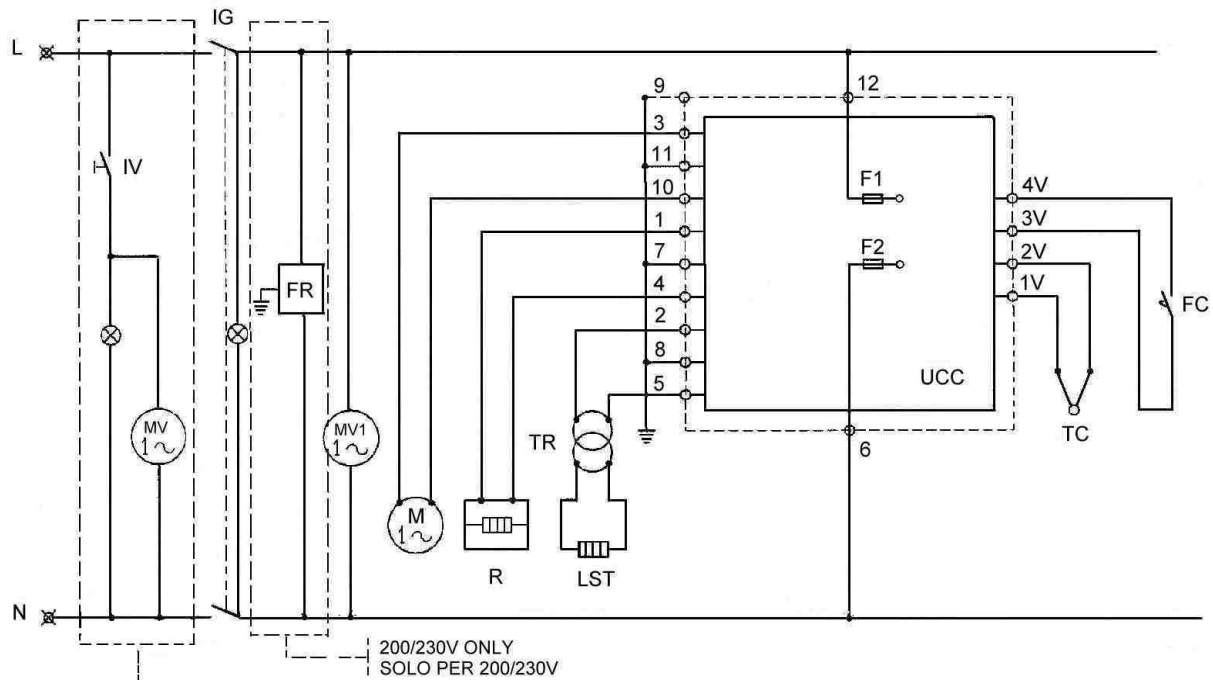 IG
L
9
12
3
11
IV
10
F1
4V
1
3V
7
F2
2V
FR
4
1V
FC
2
8
UCC
5
MV
1~
MV1
1~
TR
TC
6
M
1~
R
LST
N
200/230V ONLY
SOLO PER 200/230V